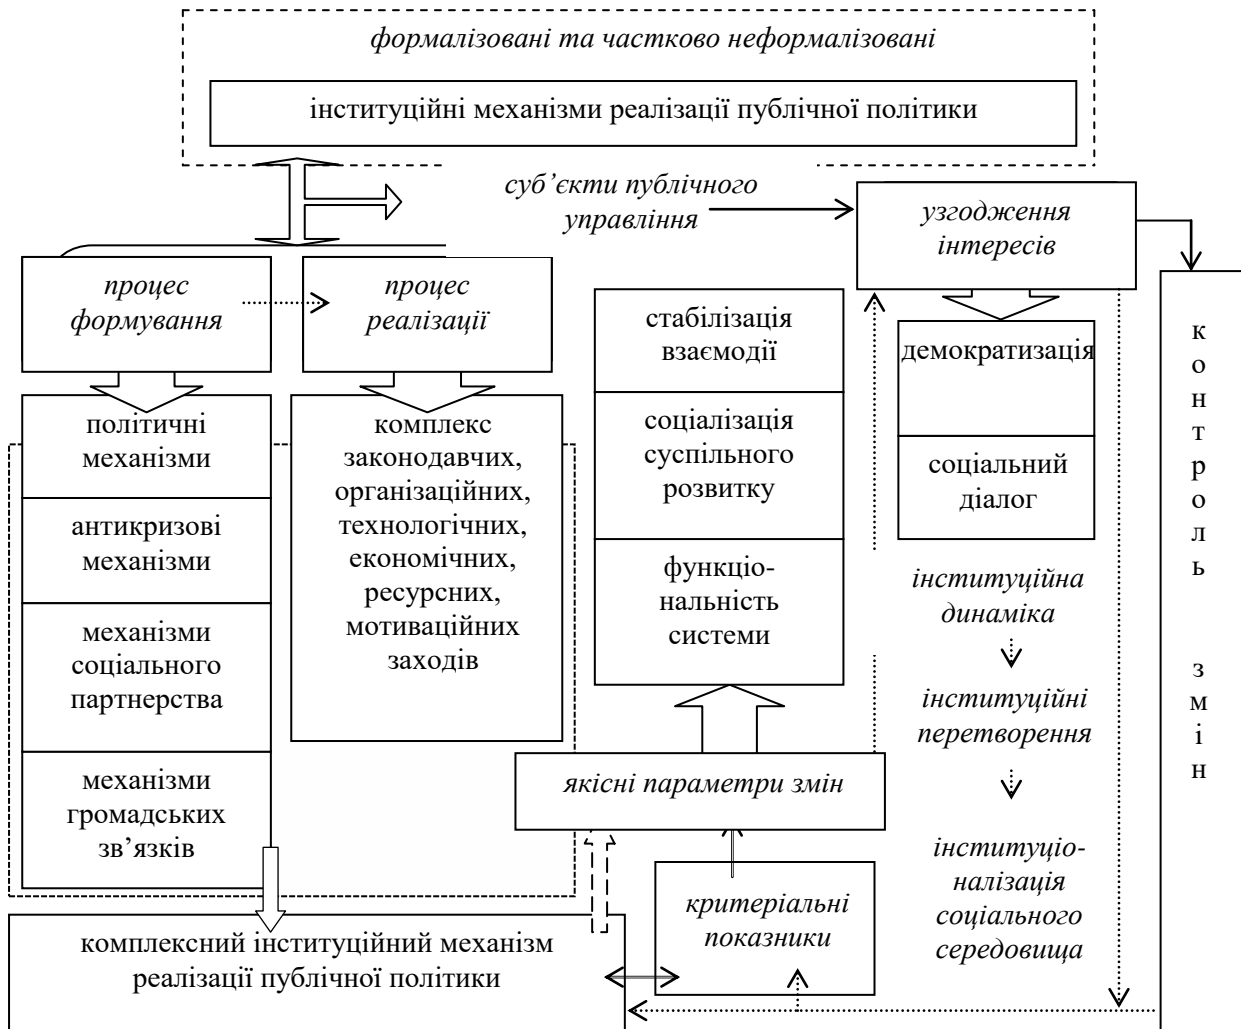 формалізовані та частково неформалізовані
інституційні механізми реалізації публічної політики
суб’єкти публічного
управління
узгодження
інтересів
процес
формування
процес
реалізації
політичні
механізми
антикризові
механізми
механізми
соціального
партнерства
механізми
громадських
зв’язків
комплекс
законодавчих,
організаційних,
технологічних,
економічних,
ресурсних,
мотиваційних
заходів
стабілізація
взаємодії
соціалізація
суспільного
розвитку
функціо-
нальність
системи
якісні параметри змін
демократизація
соціальний
діалог
інституційна
динаміка
інституційні
перетворення
інституціо-
налізація
соціального
середовища
контроль
змін
критеріальні
показники
комплексний інституційний механізм
реалізації публічної політики